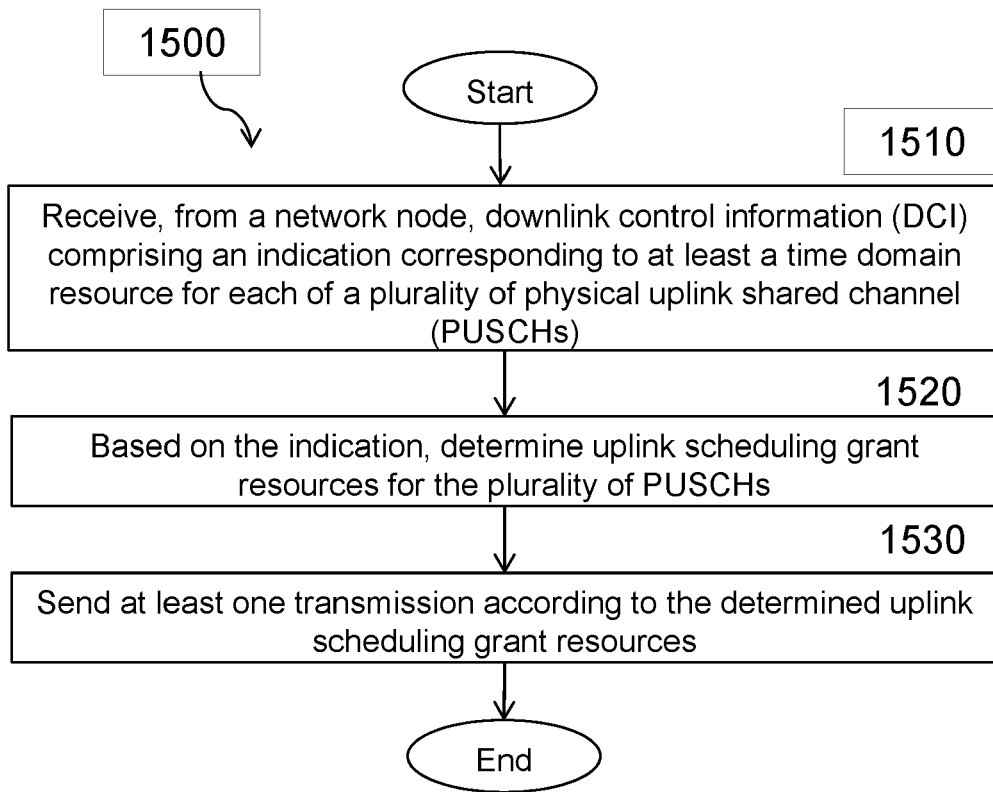 1500
Start
1510
Receive, from a network node, downlink control information (DCI)
comprising an indication corresponding to at least a time domain
resource for each of a plurality of physical uplink shared channel
(PUSCHs)
1520
Based on the indication, determine uplink scheduling grant
resources for the plurality of PUSCHs
1530
Send at least one transmission according to the determined uplink
scheduling grant resources
End